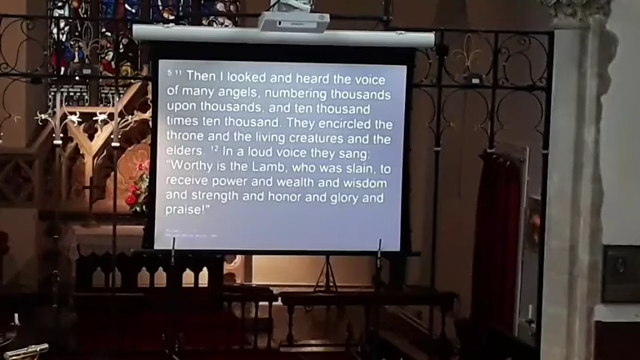 5 11 Then I looked and heard the voice
of many angels, numbering thousands
upon thousands, and ten thousand
times ten thousand. They encircled the
throne and the living creatures and the
elders. 12 In a loud voice they sang:
"Worthy is the Lamb, who was slain, to
receive power and wealth and wisdom
and strength and honor and glory and
praise!"